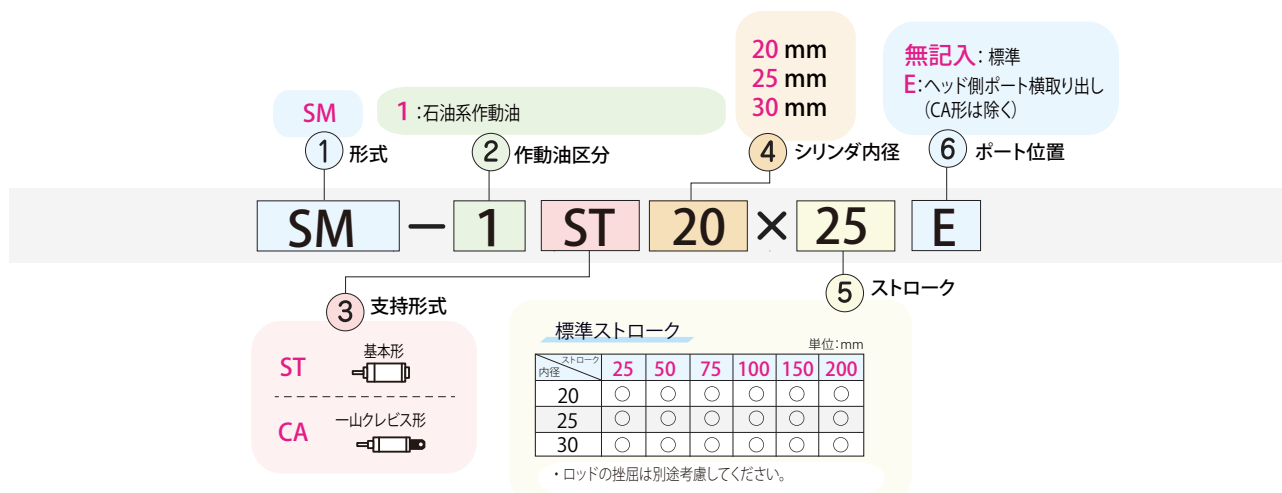 SM
① 形式
1：石油系作動油
② 作動油区分
20 mm
25 mm
30 mm
④ シリンダ内径
無記入：標準
E：ヘッド側ポート横取り出し
（CA形は除く）
⑥ ポート位置
SM － 1 ST 20 × 25 E
③ 支持形式
ST 基本形
CA 一山クレビス形
⑤ ストローク
標準ストローク
単位：mm
ストローク
内径 25 50 75 100 150 200
20 ○ ○ ○ ○ ○ ○
25 ○ ○ ○ ○ ○ ○
30 ○ ○ ○ ○ ○ ○
・ロッドの挫屈は別途考慮してください。